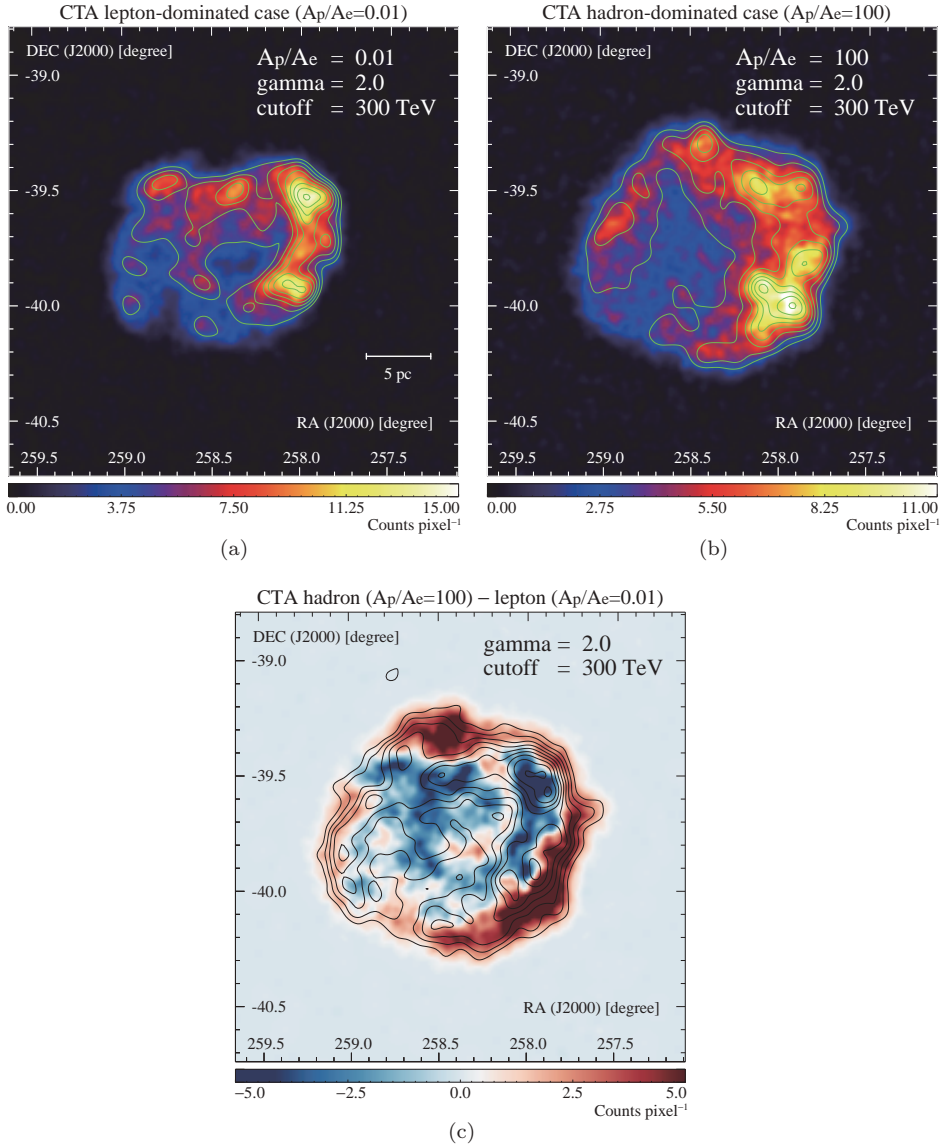 CTA lepton-dominated case (Ap/Ae=0.01)
DEC (J2000) [degree]
Ap/Ae = 0.01
gamma = 2.0
cutoff = 300 TeV
-39.0
-39.5
-40.0
5 pc
-40.5
RA (J2000) [degree]
259.5 259.0 258.5 258.0 257.5
0.00 3.75 7.50 11.25 15.00
Counts pixel⁻¹
(a)
CTA hadron-dominated case (Ap/Ae=100)
DEC (J2000) [degree]
Ap/Ae = 100
gamma = 2.0
cutoff = 300 TeV
-39.0
-39.5
-40.0
-40.5
RA (J2000) [degree]
259.5 259.0 258.5 258.0 257.5
0.00 2.75 5.50 8.25 11.00
Counts pixel⁻¹
(b)
CTA hadron (Ap/Ae=100) – lepton (Ap/Ae=0.01)
DEC (J2000) [degree]
gamma = 2.0
cutoff = 300 TeV
-39.0
-39.5
-40.0
-40.5
RA (J2000) [degree]
259.5 259.0 258.5 258.0 257.5
−5.0 −2.5 0.0 2.5 5.0
Counts pixel⁻¹
(c)